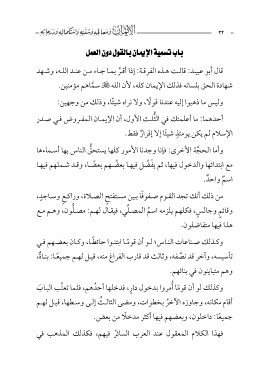 ٣٢ - الإيمان ومعالمه وسننه واستكماله ودرجاته
باب تسمية الإيمان بالقول دون العمل
قال أبو عبيد: قالت هذه الفرقة: إذا أقرَّ بما جاء من عند الله، وشهد
شهادة الحق بلسانه فذلك الإيمان كله، لأن الله سمَّاهم مؤمنين.
وليس ما ذهبوا إليه عندنا قولًا، ولا نراه شيئًا، وذلك من وجهين:
أحدهما: ما أعلمتك في الثُّلث الأول، أن الإيمان المفروض في صدر
الإسلام لم يكن يومئذٍ شيئًا إلا إقرارٌ فقط.
وأما الحجَّة الأخرى: فإنا وجدنا الأمور كلها يستحقُّ الناس بها أسماءها
مع ابتدائها والدخول فيها، ثم يفضُل فيها بعضُهم بعضًا، وقد شملهم فيها
اسمٌ واحدٌ.
من ذلك أنك تجد القوم صفوفًا بين مستفتحٍ الصلاة، وراكعٍ وساجدٍ،
وقائمٍ وجالسٍ، فكلهم يلزمه اسمُ المصلِّي، فيقال لهم: مصلُّون، وهم مع
هذا فيها متفاضلون.
وكذلك صناعات الناس؛ لو أن قومًا ابتنوا حائطًا، وكان بعضهم في
تأسيسه، وآخر قد نصَّفه، وثالث قد قارب الفراغ منه، قيل لهم جميعًا: بناةٌ،
وهم متباينون في بنائهم.
وكذلك لو أن قومًا أُمروا بدخول دارٍ، فدخلها أحدُهم، فلما تعتَّب البابَ
أقام مكانه، وجاوزه الآخرُ بخطوات، ومضى الثالثُ إلى وسطها، قيل لهم
جميعًا: داخلون، وبعضهم فيها أكثر مدخلًا من بعض.
فهذا الكلام المعقول عند العرب السائر فيهم، فكذلك المذهب في